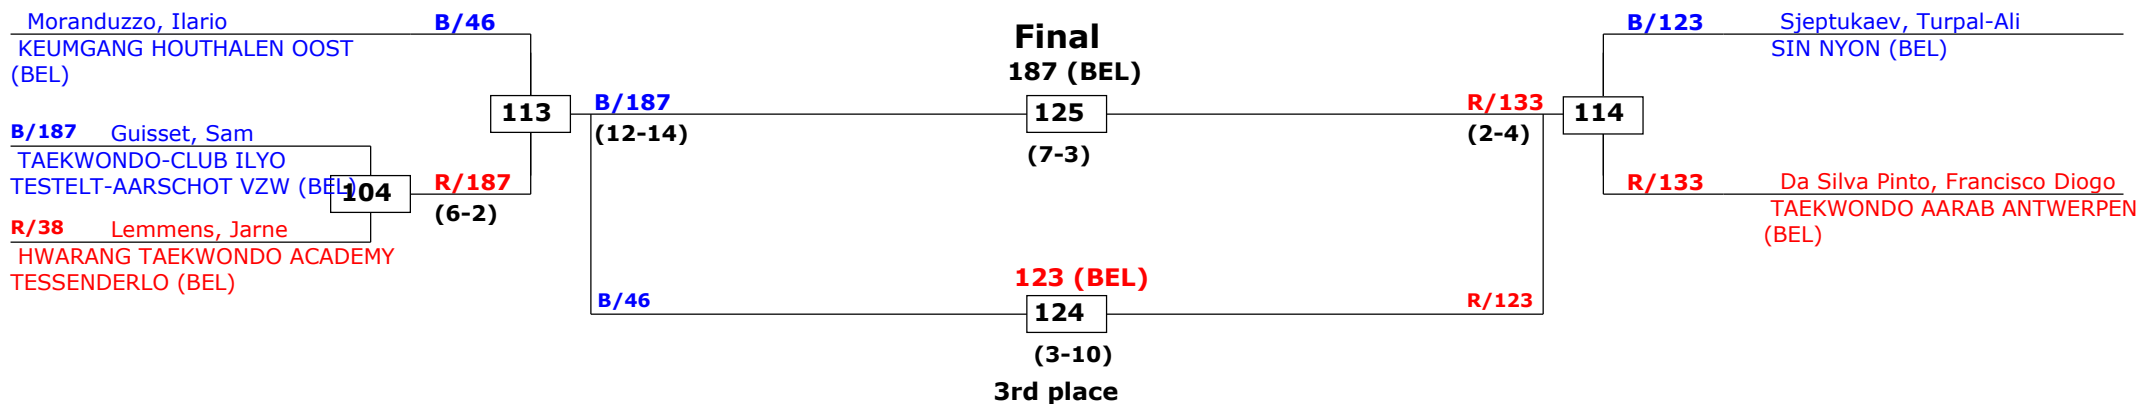 Moranduzzo, Ilario
B/46
KEUMGANG HOUTHALEN OOST
(BEL)
113
B/187
Guisset, Sam
TAEKWONDO-CLUB ILYO
TESTELT-AARSCHOT VZW (BEL)
104
R/187
(6-2)
R/38
Lemmens, Jarne
HWARANG TAEKWONDO ACADEMY
TESSENDERLO (BEL)
B/187
(12-14)
Final
187 (BEL)
125
(7-3)
R/133
(2-4)
B/46
123 (BEL)
124
(3-10)
3rd place
R/123
B/123
Sjeptukaev, Turpal-Ali
SIN NYON (BEL)
114
R/133
Da Silva Pinto, Francisco Diogo
TAEKWONDO AARAB ANTWERPEN
(BEL)